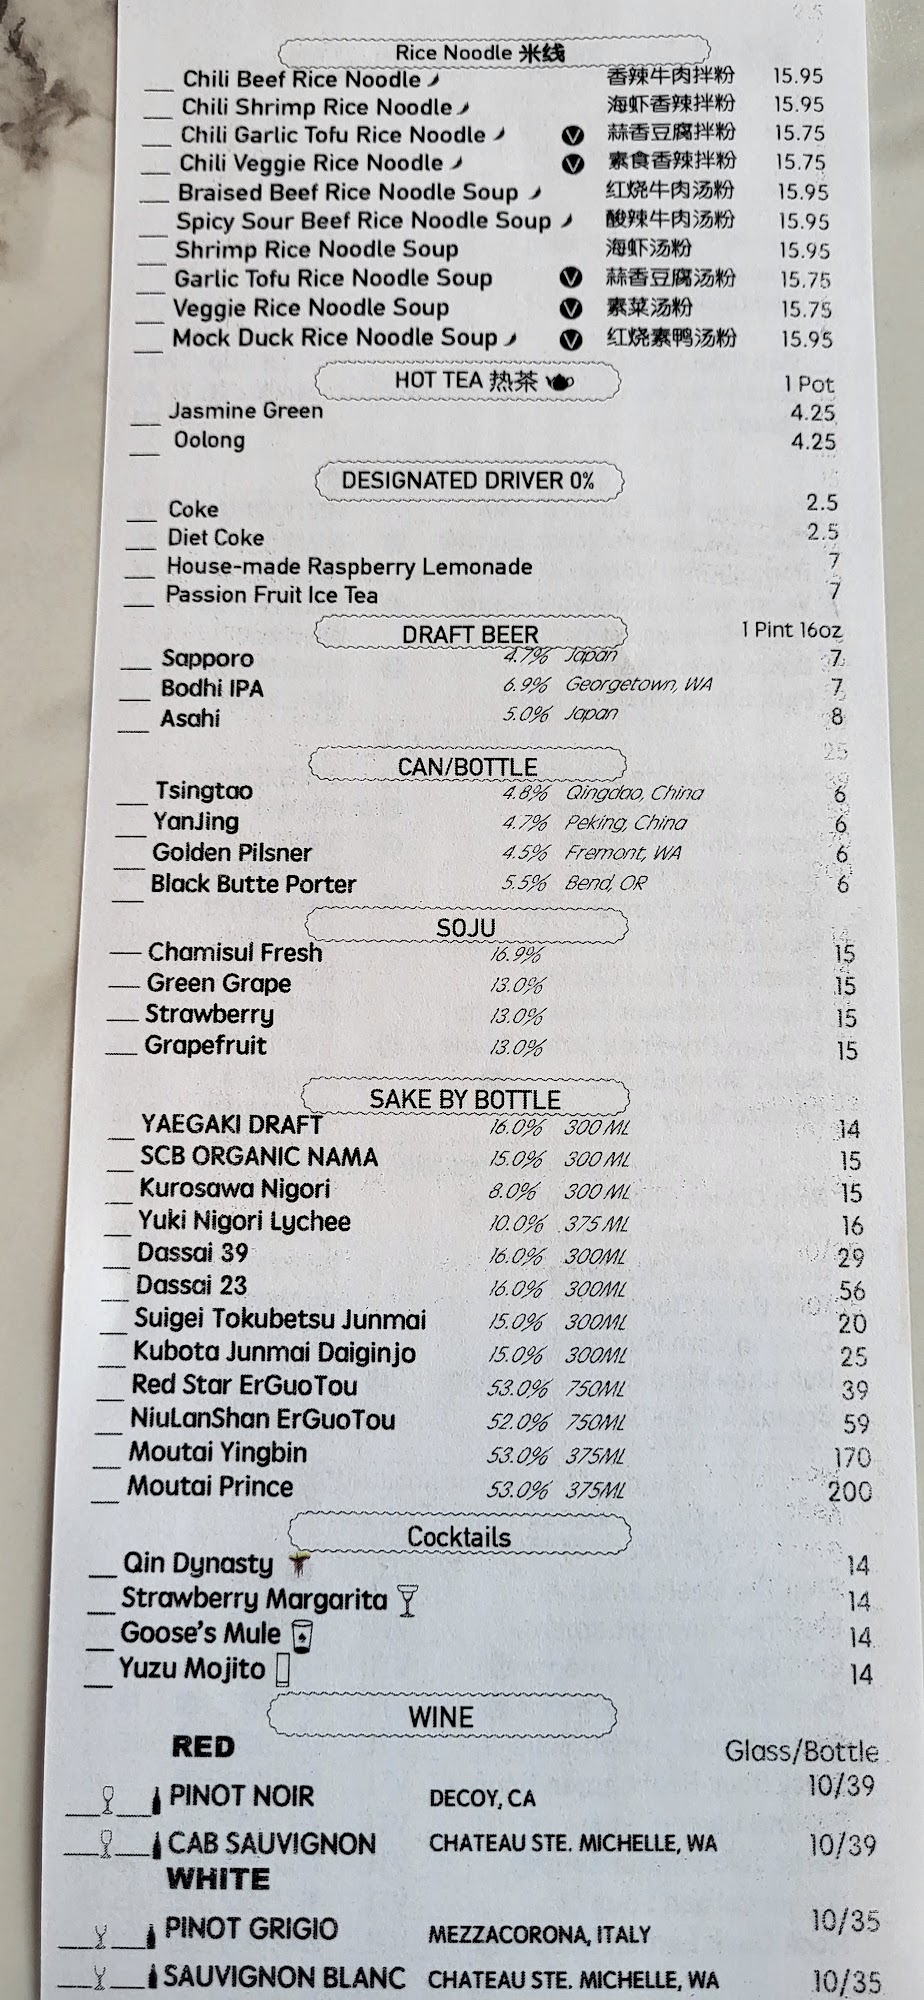 Rice Noodle 米线
Chili Beef Rice Noodle 香辣牛肉拌粉 15.95
Chili Shrimp Rice Noodle 海虾香辣拌粉 15.95
Chili Garlic Tofu Rice Noodle V 蒜香豆腐拌粉 15.75
Chili Veggie Rice Noodle V 素食香辣拌粉 15.75
Braised Beef Rice Noodle Soup 红烧牛肉汤粉 15.95
Spicy Sour Beef Rice Noodle Soup 酸辣牛肉汤粉 15.95
Shrimp Rice Noodle Soup 海虾汤粉 15.95
Garlic Tofu Rice Noodle Soup V 蒜香豆腐汤粉 15.75
Veggie Rice Noodle Soup V 素菜汤粉 15.75
Mock Duck Rice Noodle Soup V 红烧素鸭汤粉 15.95
HOT TEA 热茶 1 Pot
Jasmine Green 4.25
Oolong 4.25
DESIGNATED DRIVER 0%
Coke 2.5
Diet Coke 2.5
House-made Raspberry Lemonade 7
Passion Fruit Ice Tea 7
DRAFT BEER 1 Pint 16oz
Sapporo 4.7% Japan 7
Bodhi IPA 6.9% Georgetown, WA 7
Asahi 5.0% Japan 8
CAN/BOTTLE
Tsingtao 4.8% Qingdao, China 6
YanJing 4.7% Peking, China 6
Golden Pilsner 4.5% Fremont, WA 6
Black Butte Porter 5.5% Bend, OR 6
SOJU
Chamisul Fresh 16.9% 15
Green Grape 13.0% 15
Strawberry 13.0% 15
Grapefruit 13.0% 15
SAKE BY BOTTLE
YAEGAKI DRAFT 16.0% 300 ML 14
SCB ORGANIC NAMA 15.0% 300 ML 15
Kurosawa Nigori 8.0% 300 ML 15
Yuki Nigori Lychee 10.0% 375 ML 16
Dassai 39 16.0% 300ML 29
Dassai 23 16.0% 300ML 56
Suigei Tokubetsu Junmai 15.0% 300ML 20
Kubota Junmai Daiginjo 15.0% 300ML 25
Red Star ErGuoTou 53.0% 750ML 39
NiuLanShan ErGuoTou 52.0% 750ML 59
Moutai Yingbin 53.0% 375ML 170
Moutai Prince 53.0% 375ML 200
Cocktails
Qin Dynasty 14
Strawberry Margarita 14
Goose's Mule 14
Yuzu Mojito 14
WINE
RED Glass/Bottle
PINOT NOIR DECOY, CA 10/39
CAB SAUVIGNON CHATEAU STE. MICHELLE, WA 10/39
WHITE
PINOT GRIGIO MEZZACORONA, ITALY 10/35
SAUVIGNON BLANC CHATEAU STE. MICHELLE, WA 10/35